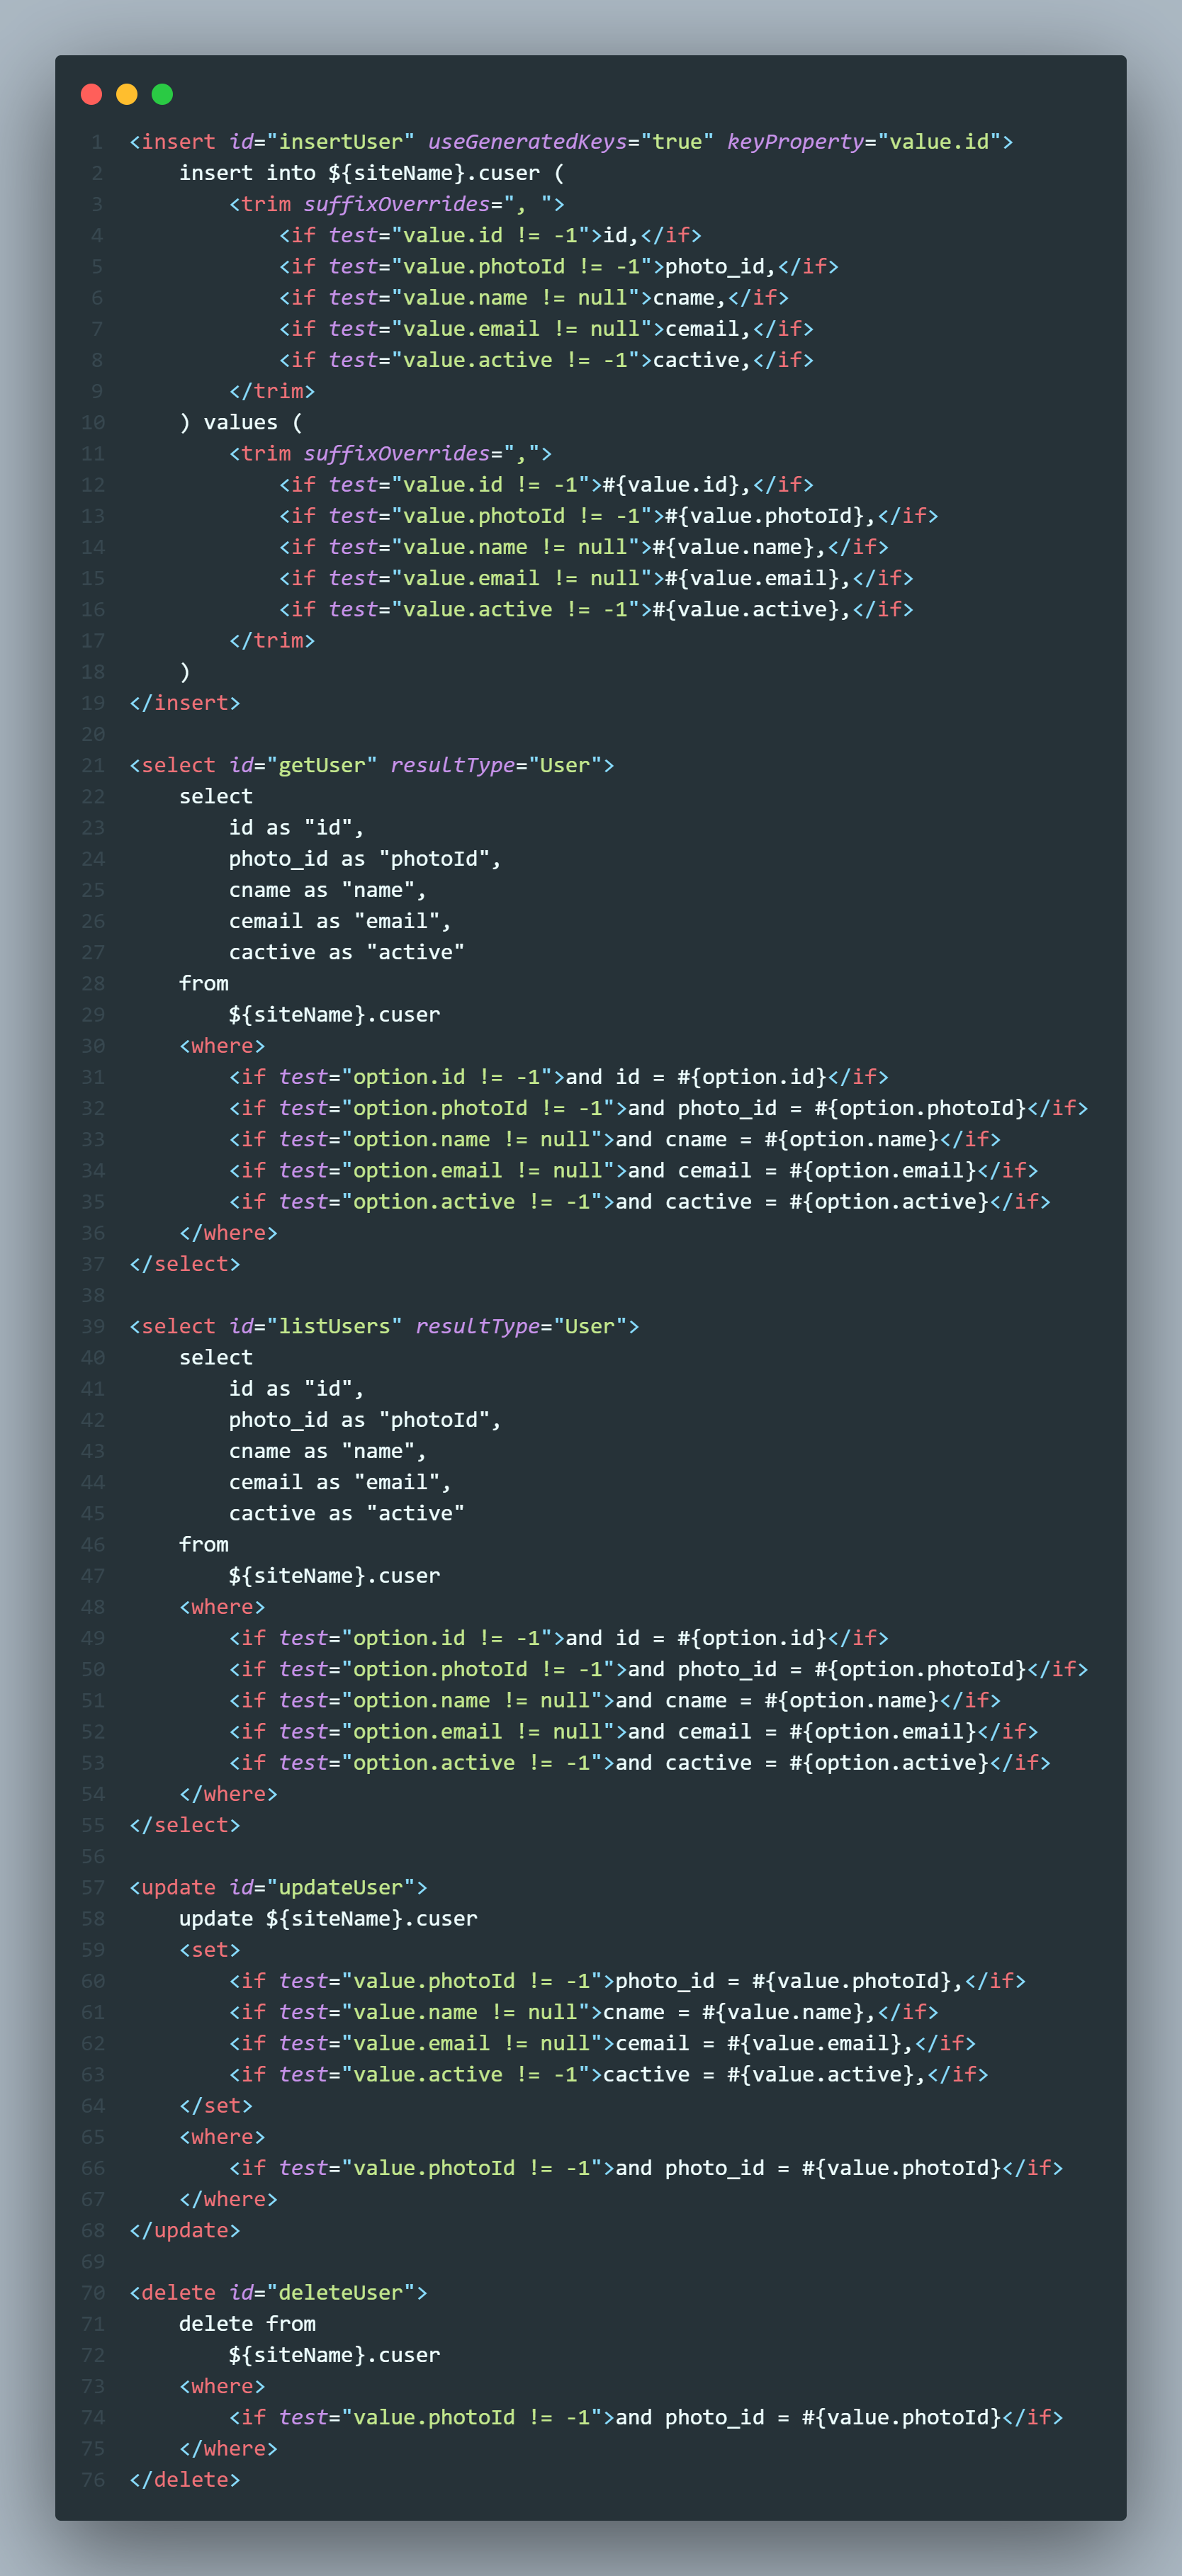 1 <insert id="insertUser" useGeneratedKeys="true" keyProperty="value.id">
2     insert into ${siteName}.cuser (
3         <trim suffixOverrides=", ">
4             <if test="value.id != -1">id,</if>
5             <if test="value.photoId != -1">photo_id,</if>
6             <if test="value.name != null">cname,</if>
7             <if test="value.email != null">cemail,</if>
8             <if test="value.active != -1">cactive,</if>
9         </trim>
10     ) values (
11         <trim suffixOverrides=",">
12             <if test="value.id != -1">#{value.id},</if>
13             <if test="value.photoId != -1">#{value.photoId},</if>
14             <if test="value.name != null">#{value.name},</if>
15             <if test="value.email != null">#{value.email},</if>
16             <if test="value.active != -1">#{value.active},</if>
17         </trim>
18     )
19 </insert>
20
21 <select id="getUser" resultType="User">
22     select
23         id as "id",
24         photo_id as "photoId",
25         cname as "name",
26         cemail as "email",
27         cactive as "active"
28     from
29         ${siteName}.cuser
30     <where>
31         <if test="option.id != -1">and id = #{option.id}</if>
32         <if test="option.photoId != -1">and photo_id = #{option.photoId}</if>
33         <if test="option.name != null">and cname = #{option.name}</if>
34         <if test="option.email != null">and cemail = #{option.email}</if>
35         <if test="option.active != -1">and cactive = #{option.active}</if>
36     </where>
37 </select>
38
39 <select id="listUsers" resultType="User">
40     select
41         id as "id",
42         photo_id as "photoId",
43         cname as "name",
44         cemail as "email",
45         cactive as "active"
46     from
47         ${siteName}.cuser
48     <where>
49         <if test="option.id != -1">and id = #{option.id}</if>
50         <if test="option.photoId != -1">and photo_id = #{option.photoId}</if>
51         <if test="option.name != null">and cname = #{option.name}</if>
52         <if test="option.email != null">and cemail = #{option.email}</if>
53         <if test="option.active != -1">and cactive = #{option.active}</if>
54     </where>
55 </select>
56
57 <update id="updateUser">
58     update ${siteName}.cuser
59     <set>
60         <if test="value.photoId != -1">photo_id = #{value.photoId},</if>
61         <if test="value.name != null">cname = #{value.name},</if>
62         <if test="value.email != null">cemail = #{value.email},</if>
63         <if test="value.active != -1">cactive = #{value.active},</if>
64     </set>
65     <where>
66         <if test="value.photoId != -1">and photo_id = #{value.photoId}</if>
67     </where>
68 </update>
69
70 <delete id="deleteUser">
71     delete from
72         ${siteName}.cuser
73     <where>
74         <if test="value.photoId != -1">and photo_id = #{value.photoId}</if>
75     </where>
76 </delete>